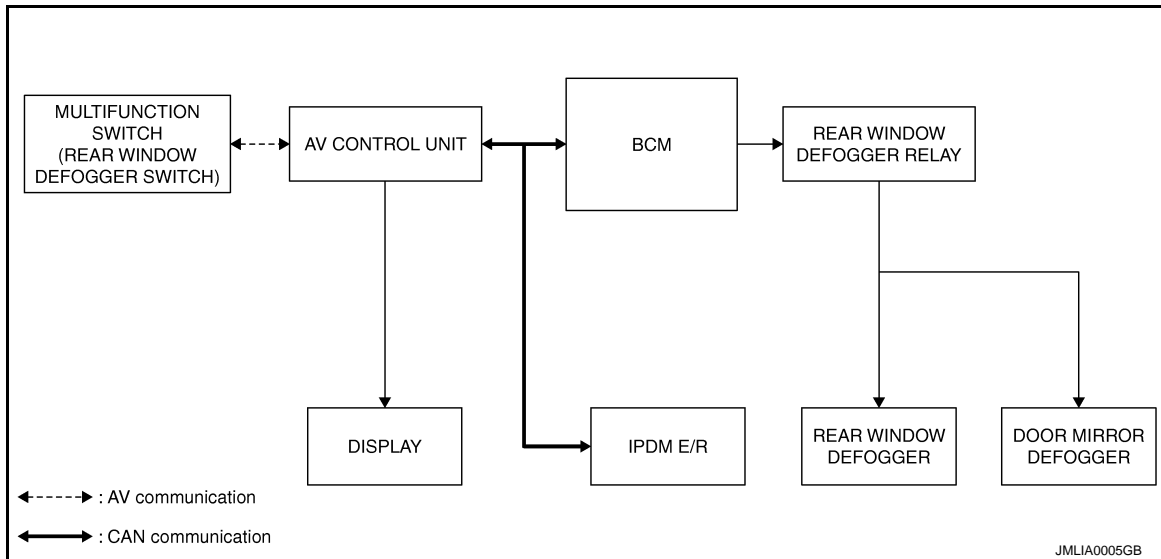 MULTIFUNCTION
SWITCH
(REAR WINDOW
DEFOGGER SWITCH)
AV CONTROL UNIT
BCM
REAR WINDOW
DEFOGGER RELAY
DISPLAY
IPDM E/R
REAR WINDOW
DEFOGGER
DOOR MIRROR
DEFOGGER
: AV communication
: CAN communication
JMLIA0005GB